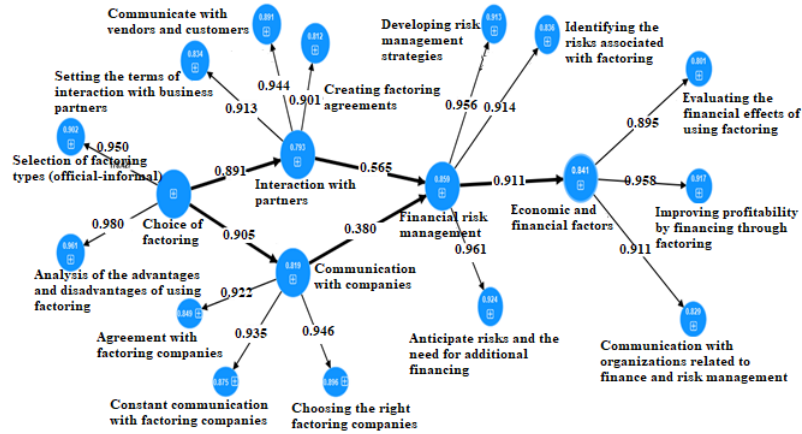 Communicate with
vendors and customers
0.891
0.812
Developing risk
management
strategies
0.913
0.836
Identifying the
risks associated
with factoring
Setting the terms of
interaction with business
partners
0.834
0.944
0.913
0.901
Creating factoring
agreements
0.956
0.914
0.801
Evaluating the
financial effects of
using factoring
0.895
0.902
0.950
Selection of factoring
types (official-informal)
0.891
0.793
Interaction with
partners
0.565
0.859
Financial risk
management
0.911
0.841
Economic and
financial factors
0.958
0.917
Improving profitability
by financing through
factoring
Choice of
factoring
0.980
0.961
Analysis of the advantages
and disadvantages of using
factoring
0.905
0.380
0.819
Communication
with companies
0.961
0.924
Anticipate risks and the
need for additional
financing
0.911
0.829
Communication with
organizations related to
finance and risk management
0.922
0.849
Agreement with
factoring companies
0.935
0.946
0.875
Constant communication
with factoring companies
0.896
Choosing the right
factoring companies